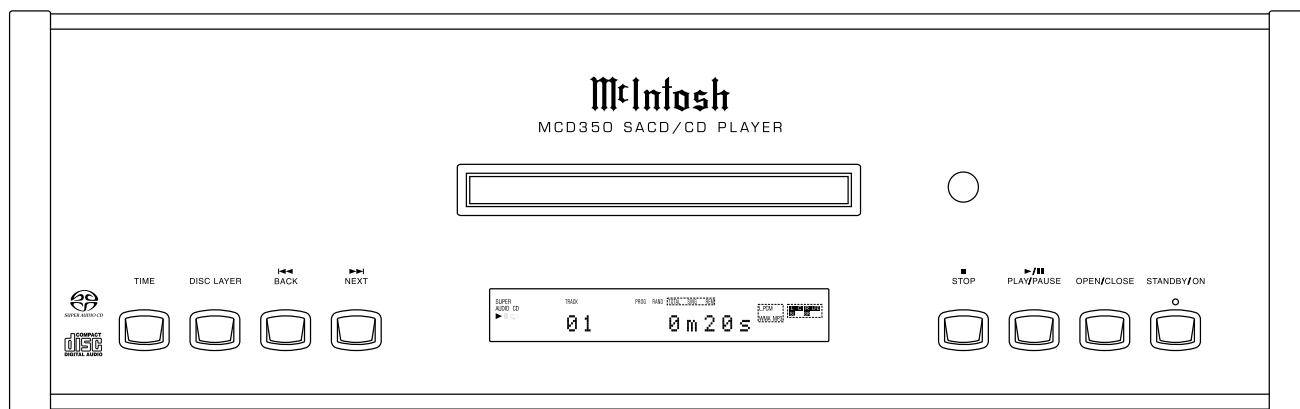 McIntosh
MCD350 SACD/CD PLAYER
TIME
DISC LAYER
BACK
NEXT
STOP
PLAY/PAUSE
OPEN/CLOSE
STANDBY/ON
SUPER AUDIO CD
COMPACT
disc
DIGITAL AUDIO
SUPER
AUDIO CD
TRACK
PROG RAND
01
0m20s